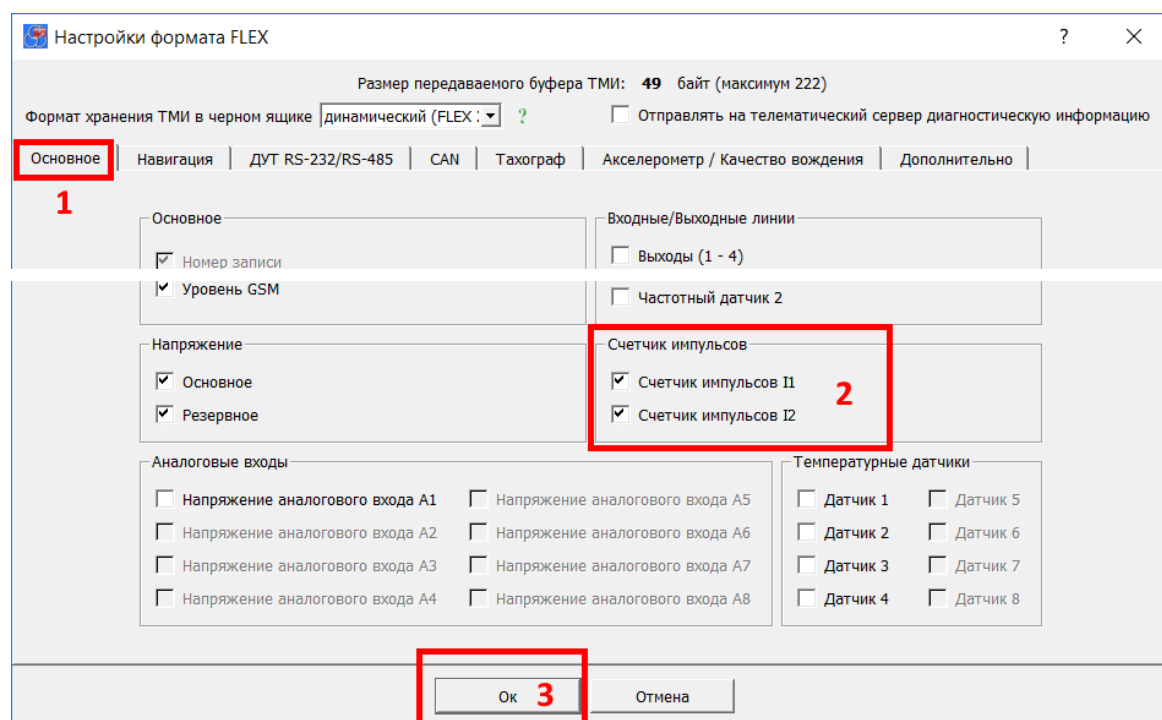 Настройки формата FLEX
?
Размер передаваемого буфера ТМИ: 49 байт (максимум 222)
Формат хранения ТМИ в черном ящике динамический (FLEX ? Отправлять на телематический сервер диагностическую информацию
Основное Навигация ДУТ RS-232/RS-485 CAN Тахограф Акселерометр / Качество вождения Дополнительно
1
Основное
Номер записи
Уровень GSM
Входные/Выходные линии
Выходы (1 - 4)
Частотный датчик 2
Напряжение
Основное
Резервное
Счетчик импульсов
Счетчик импульсов I1
Счетчик импульсов I2
2
Аналоговые входы
Напряжение аналогового входа A1 Напряжение аналогового входа A5
Напряжение аналогового входа A2 Напряжение аналогового входа A6
Напряжение аналогового входа A3 Напряжение аналогового входа A7
Напряжение аналогового входа A4 Напряжение аналогового входа A8
Температурные датчики
Датчик 1 Датчик 5
Датчик 2 Датчик 6
Датчик 3 Датчик 7
Датчик 4 Датчик 8
Ок 3 Отмена